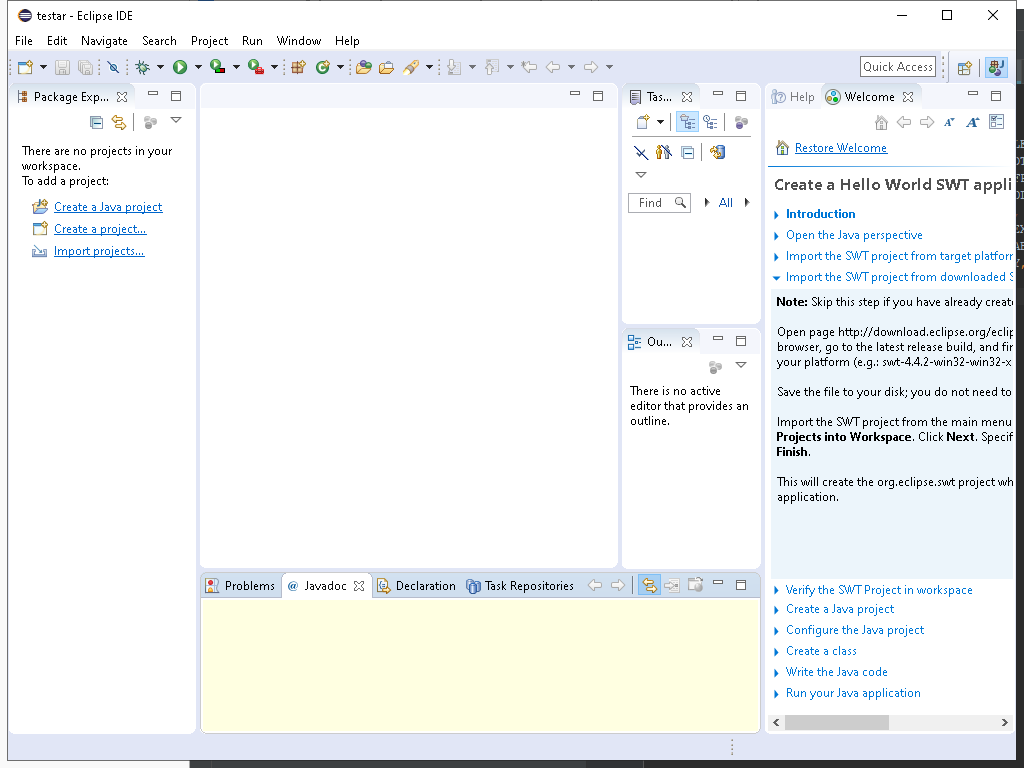 testar - Eclipse IDE
File Edit Navigate Search Project Run Window Help
Quick Access
Package Exp...
There are no projects in your
workspace.
To add a project:
Create a Java project
Create a project...
Import projects...
Tas...
Find
All
Ou...
There is no active
editor that provides an
outline.
Help
Welcome
Restore Welcome
Create a Hello World SWT appli
Introduction
Open the Java perspective
Import the SWT project from target platform
Import the SWT project from downloaded S
Note: Skip this step if you have already create
Open page http://download.eclipse.org/eclip
browser, go to the latest release build, and fin
your platform (e.g.: swt-4.4.2-win32-win32-x
Save the file to your disk; you do not need to
Import the SWT project from the main menu
Projects into Workspace. Click Next. Specif
Finish.
This will create the org.eclipse.swt project wh
application.
Verify the SWT Project in workspace
Create a Java project
Configure the Java project
Create a class
Write the Java code
Run your Java application
Problems
@ Javadoc
Declaration
Task Repositories